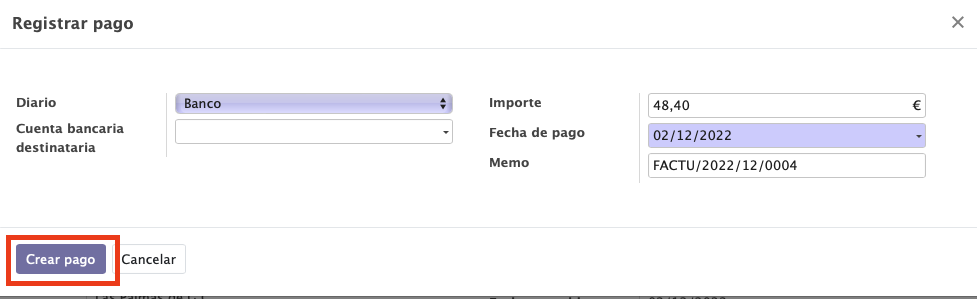 Registrar pago
Diario
Banco
Cuenta bancaria
destinataria
Importe
48,40 €
Fecha de pago
02/12/2022
Memo
FACTU/2022/12/0004
Crear pago
Cancelar